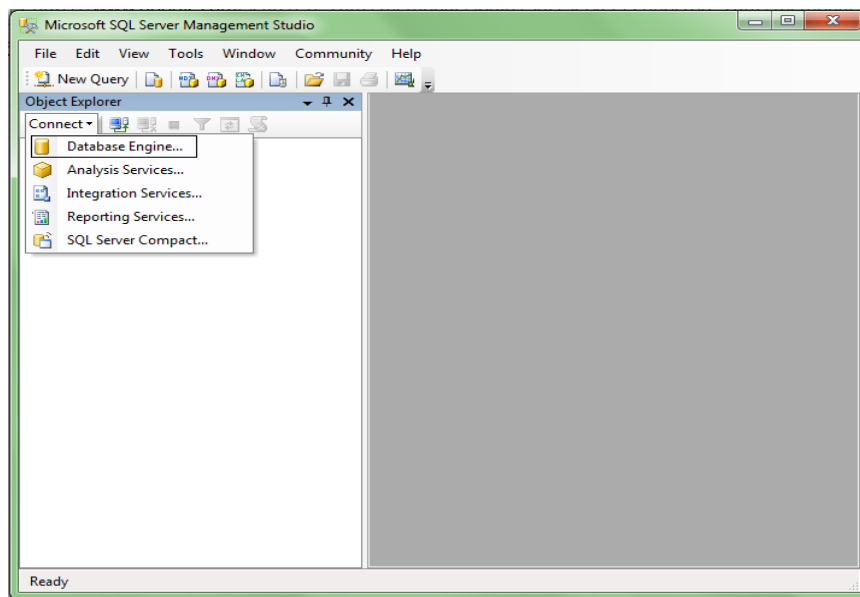 Microsoft SQL Server Management Studio
File Edit View Tools Window Community Help
New Query
Object Explorer
Connect
Database Engine...
Analysis Services...
Integration Services...
Reporting Services...
SQL Server Compact...
Ready